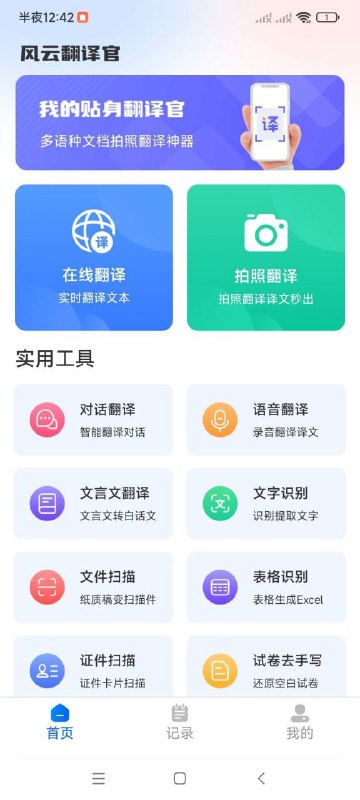 半夜12:42
1
风云翻译官
我的贴身翻译官
多语种文档拍照翻译神器
译
译
在线翻译
实时翻译文本
拍照翻译
拍照翻译译文秒出
实用工具
对话翻译
智能翻译对话
语音翻译
录音翻译译文
文言文翻译
文言文转白话文
文
文字识别
识别提取文字
文件扫描
纸质稿变扫描件
表格识别
表格生成Excel
证件扫描
证件卡片扫描
试卷去手写
还原空白试卷
首页
记录
我的